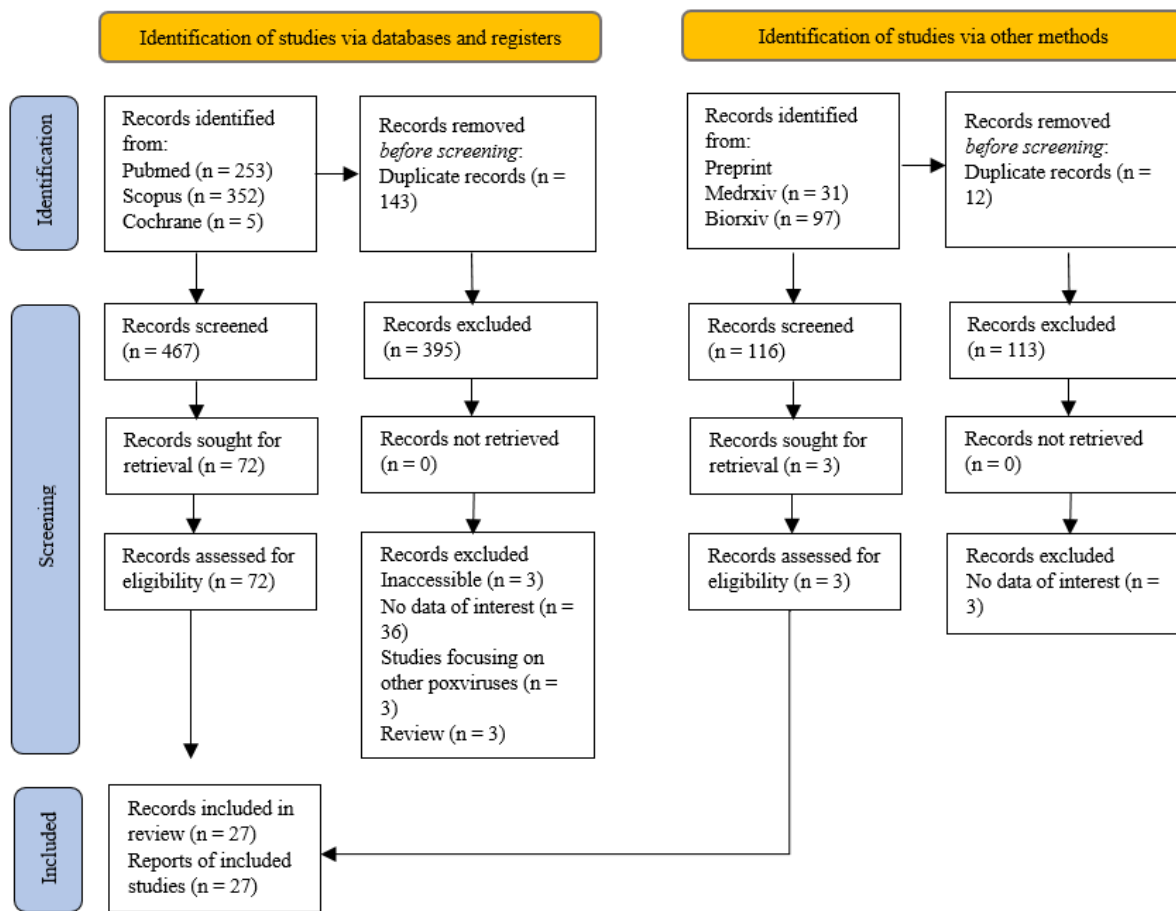 Identification of studies via databases and registers
Identification of studies via other methods
Identification
Records identified
from:
Pubmed (n = 253)
Scopus (n = 352)
Cochrane (n = 5)
Records removed
before screening:
Duplicate records (n =
143)
Records identified
from:
Preprint
Medrxiv (n = 31)
Biorxiv (n = 97)
Records removed
before screening:
Duplicate records (n =
12)
Screening
Records screened
(n = 467)
Records excluded
(n = 395)
Records screened
(n = 116)
Records excluded
(n = 113)
Records sought for
retrieval (n = 72)
Records not retrieved
(n = 0)
Records sought for
retrieval (n = 3)
Records not retrieved
(n = 0)
Records assessed for
eligibility (n = 72)
Records excluded
Inaccessible (n = 3)
No data of interest (n =
36)
Studies focusing on
other poxviruses (n =
3)
Review (n = 3)
Records assessed for
eligibility (n = 3)
Records excluded
No data of interest (n =
3)
Included
Records included in
review (n = 27)
Reports of included
studies (n = 27)